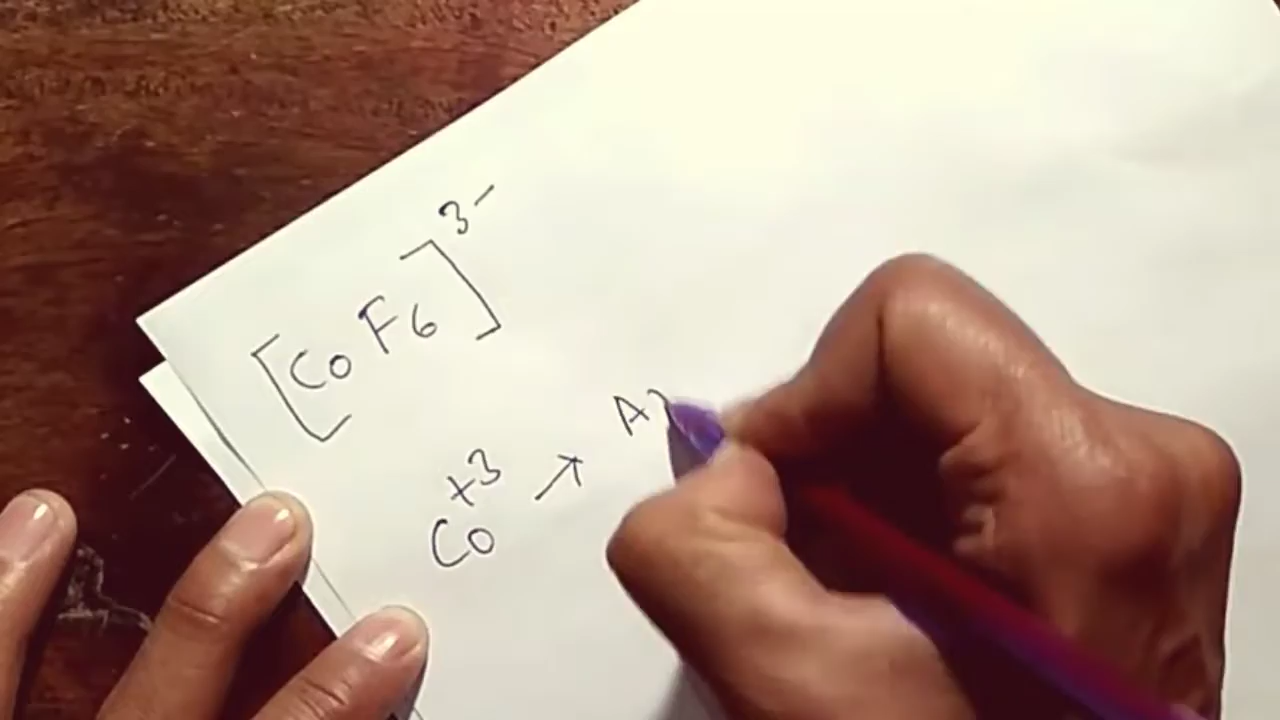 [CoF6]3-
Co+3 → A